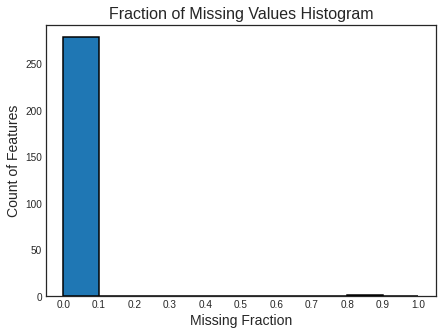 Fraction of Missing Values Histogram
Count of Features
250
200
150
100
50
0
0.0 0.1 0.2 0.3 0.4 0.5 0.6 0.7 0.8 0.9 1.0
Missing Fraction